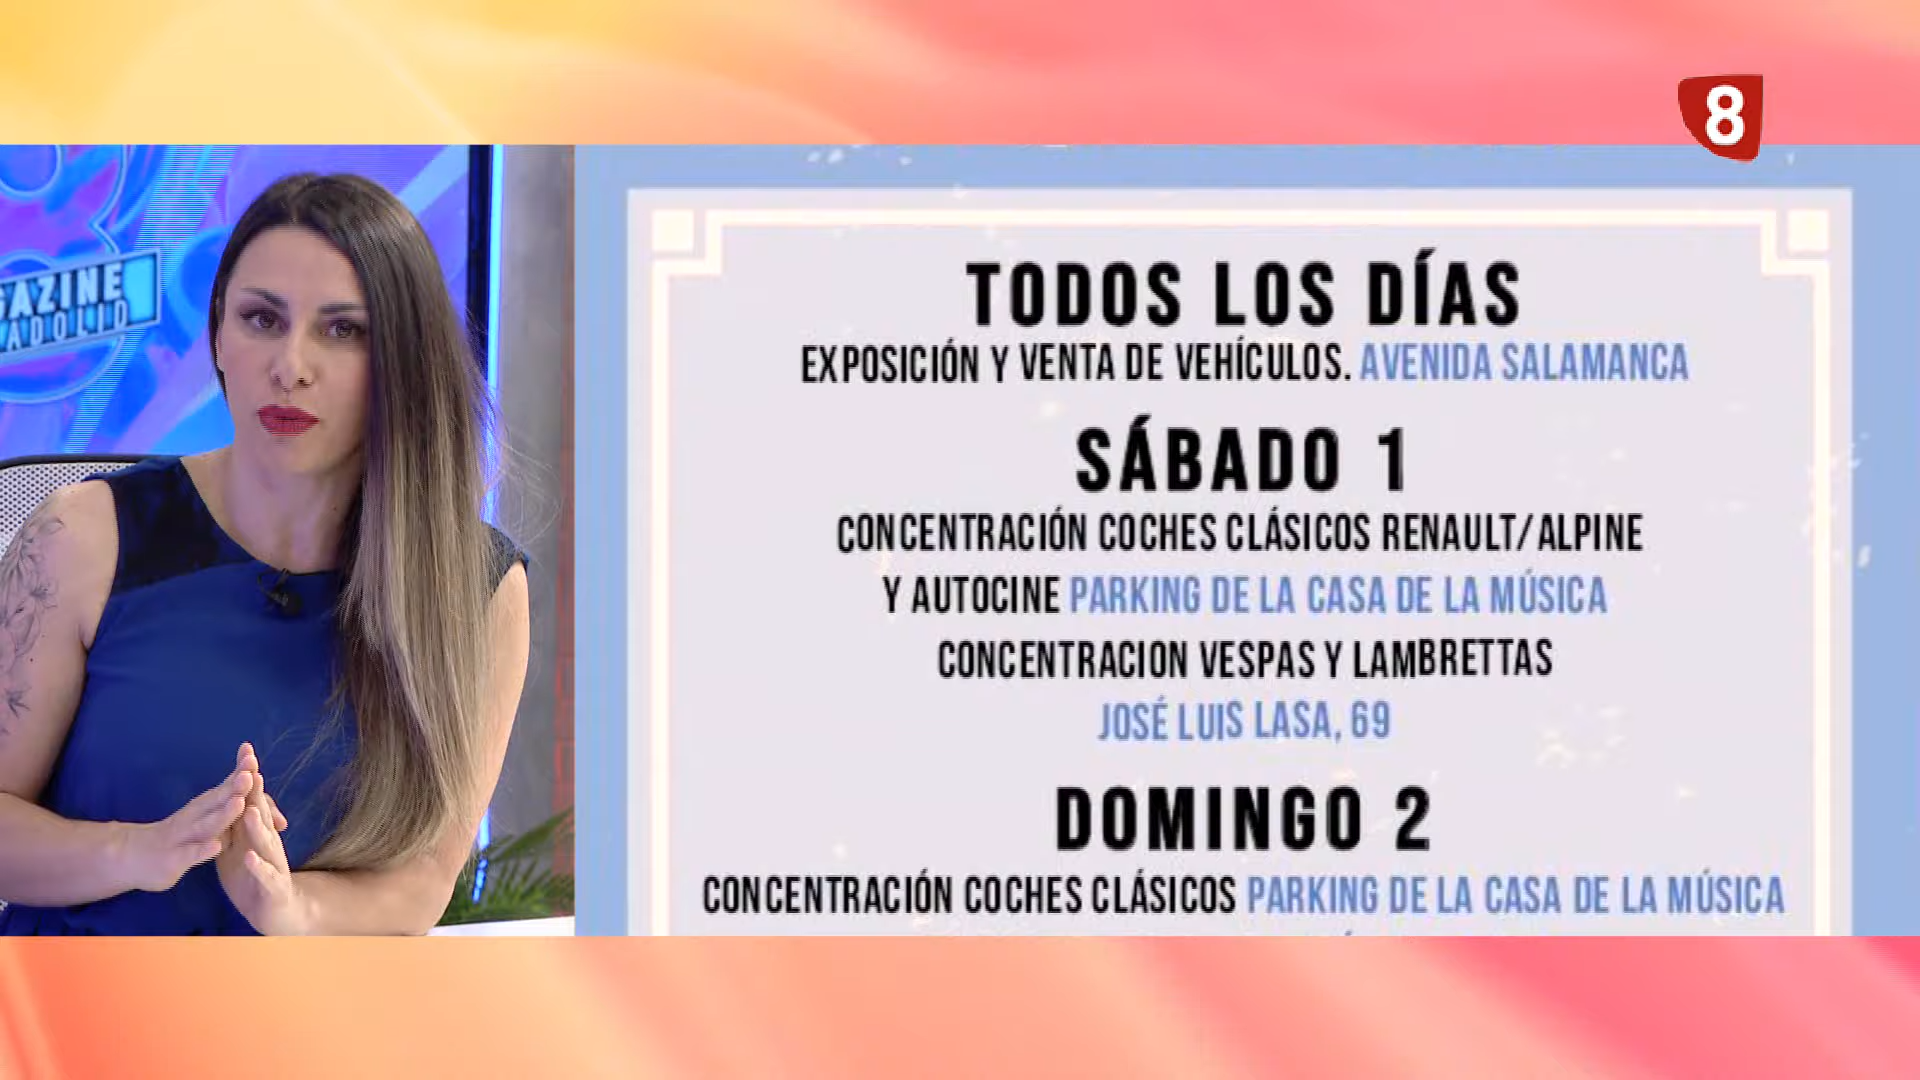 8
TODOS LOS DÍAS
EXPOSICIÓN Y VENTA DE VEHÍCULOS. AVENIDA SALAMANCA
SÁBADO 1
CONCENTRACIÓN COCHES CLÁSICOS RENAULT/ALPINE
Y AUTOCINE PARKING DE LA CASA DE LA MÚSICA
CONCENTRACION VESPAS Y LAMBRETTAS
JOSÉ LUIS LASA, 69
DOMINGO 2
CONCENTRACIÓN COCHES CLÁSICOS PARKING DE LA CASA DE LA MÚSICA